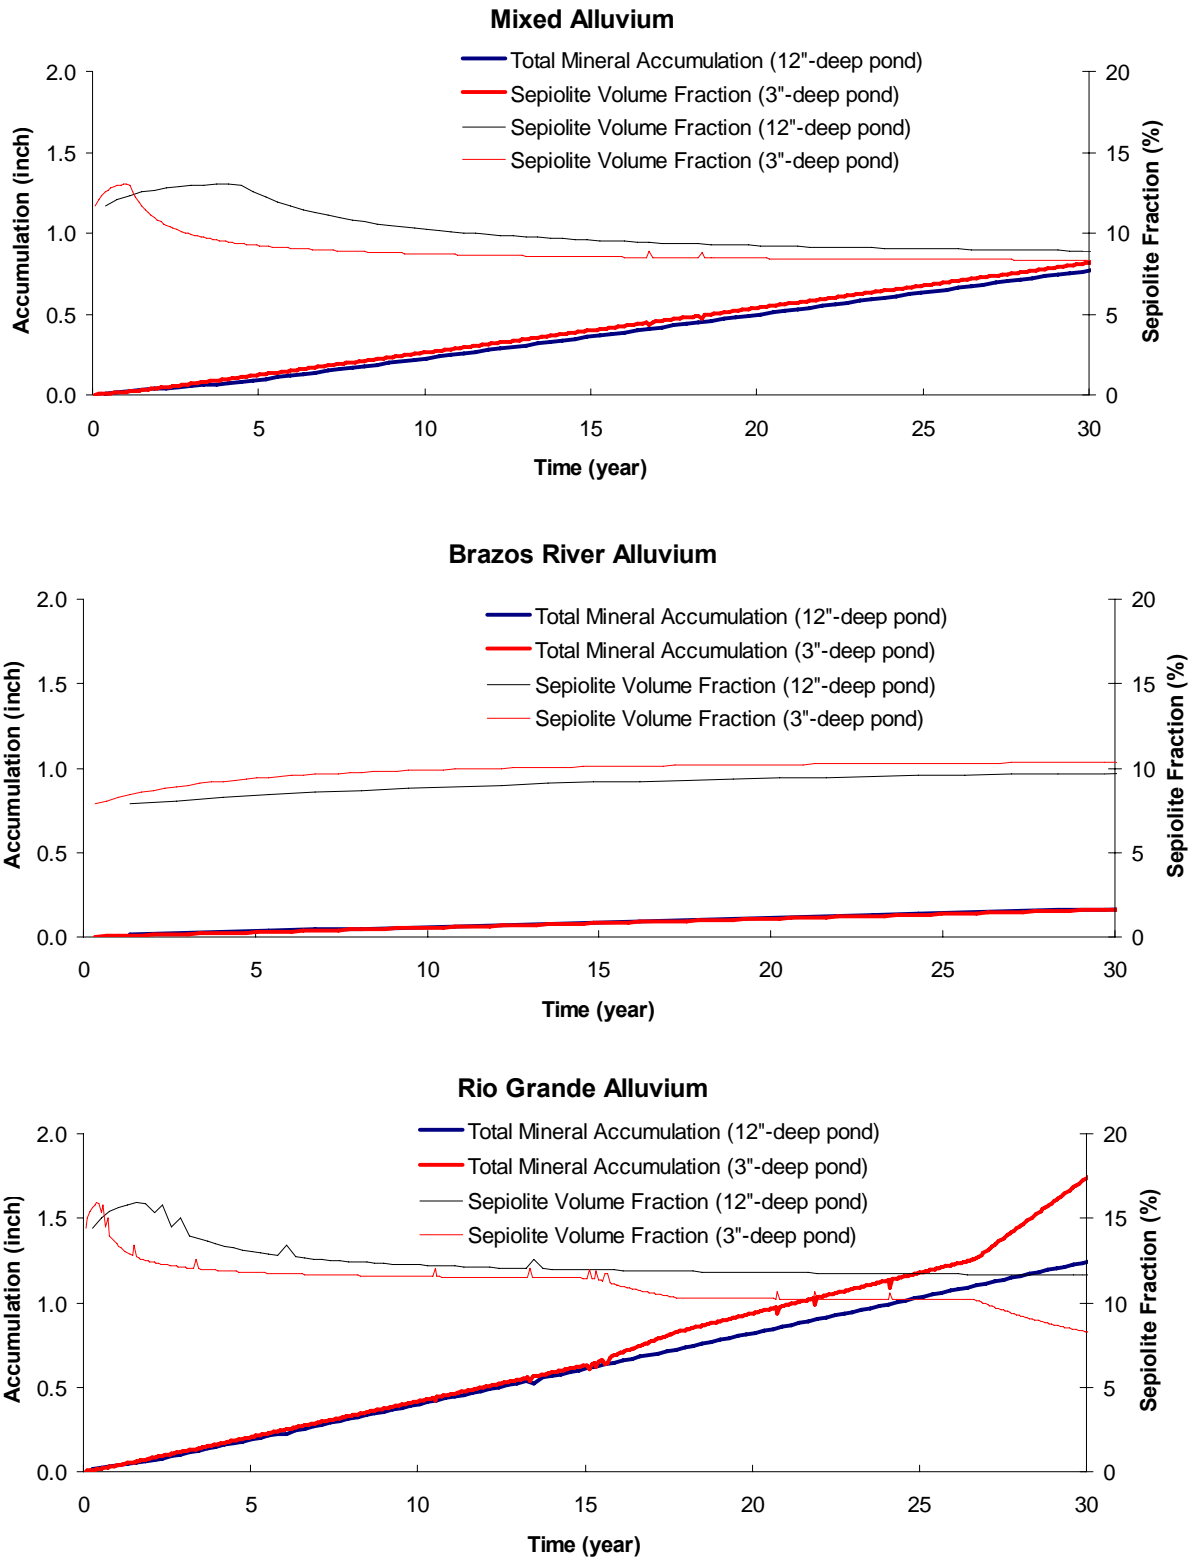 Mixed Alluvium
Total Mineral Accumulation (12"-deep pond)
Sepiolite Volume Fraction (3"-deep pond)
Sepiolite Volume Fraction (12"-deep pond)
Sepiolite Volume Fraction (3"-deep pond)
Accumulation (inch)
2.0
1.5
1.0
0.5
0.0
20
15
10
5
0
Sepiolite Fraction (%)
0 5 10 15 20 25 30
Time (year)
Brazos River Alluvium
Total Mineral Accumulation (12"-deep pond)
Total Mineral Accumulation (3"-deep pond)
Sepiolite Volume Fraction (12"-deep pond)
Sepiolite Volume Fraction (3"-deep pond)
Accumulation (inch)
2.0
1.5
1.0
0.5
0.0
20
15
10
5
0
Sepiolite Fraction (%)
0 5 10 15 20 25 30
Time (year)
Rio Grande Alluvium
Total Mineral Accumulation (12"-deep pond)
Total Mineral Accumulation (3"-deep pond)
Sepiolite Volume Fraction (12"-deep pond)
Sepiolite Volume Fraction (3"-deep pond)
Accumulation (inch)
2.0
1.5
1.0
0.5
0.0
20
15
10
5
0
Sepiolite Fraction (%)
0 5 10 15 20 25 30
Time (year)